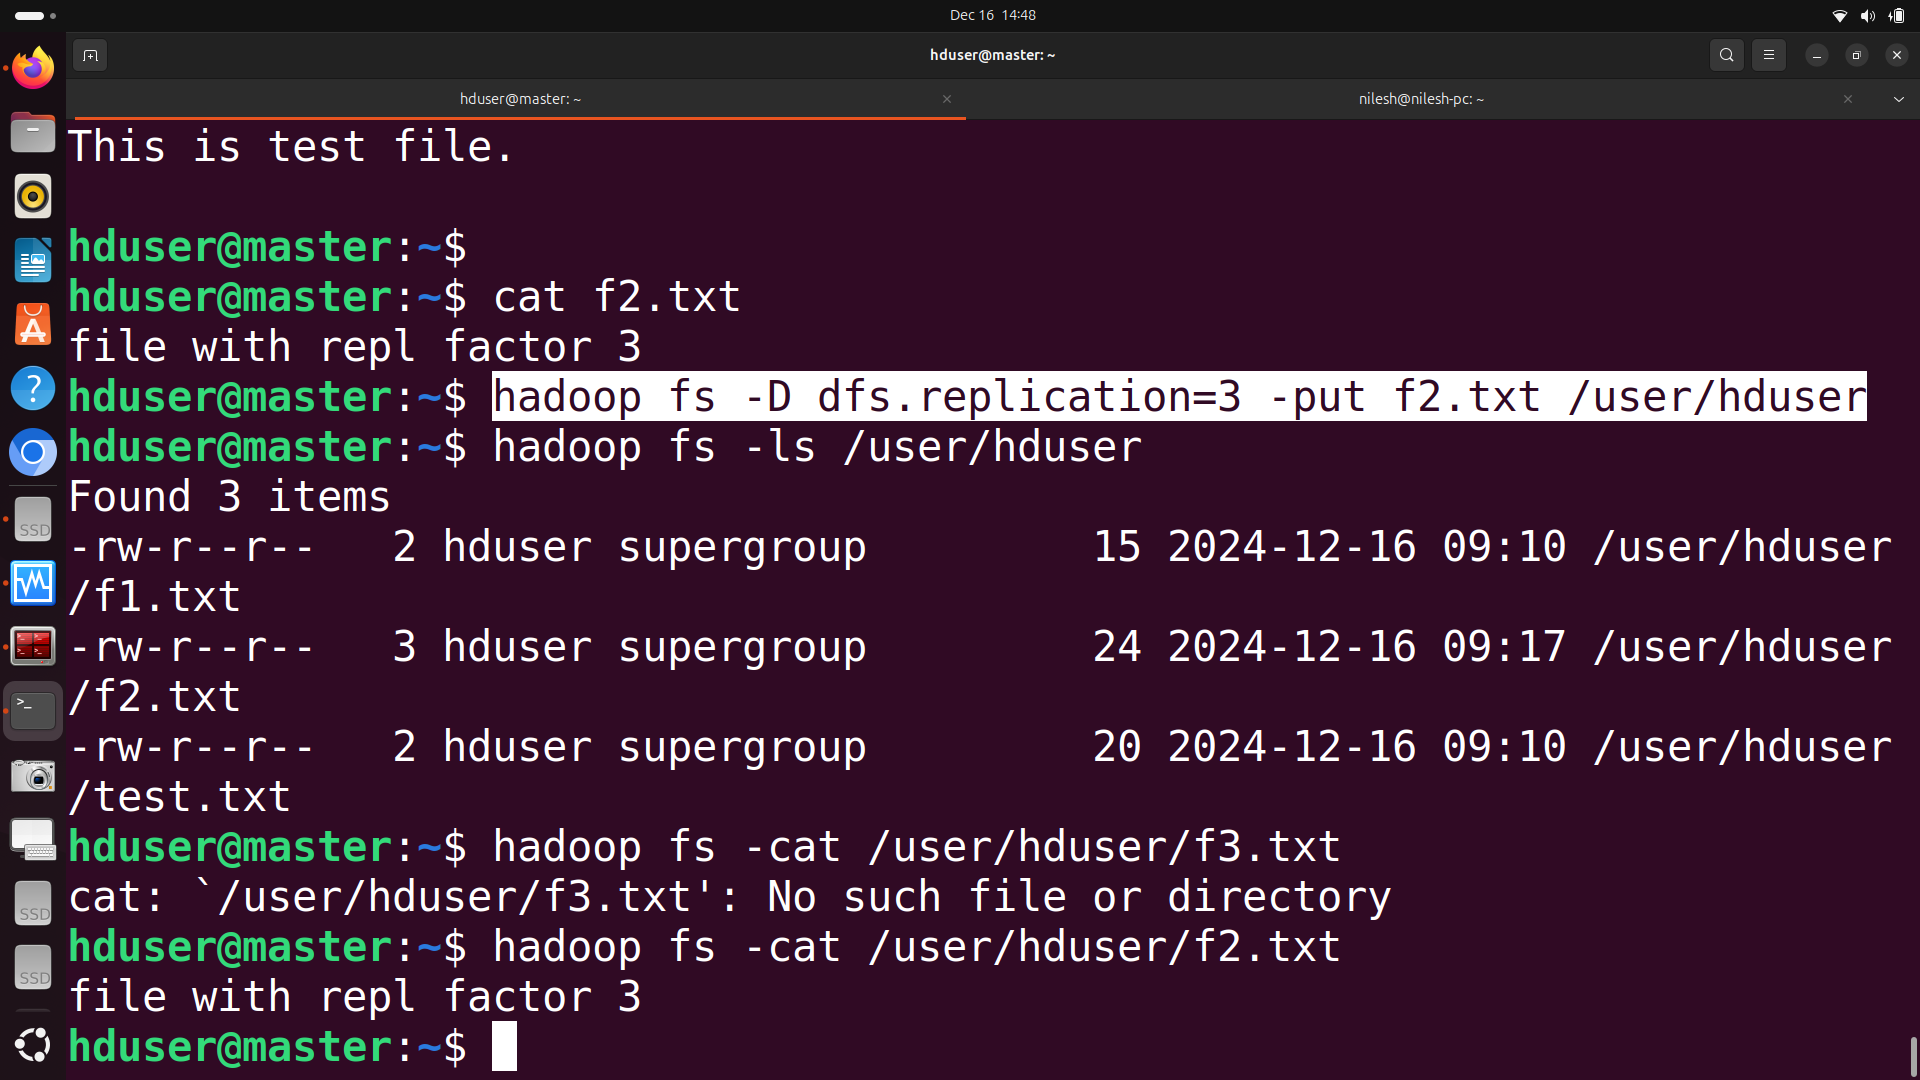 Dec 16 14:48
hduser@master: ~
hduser@master: ~
nilesh@nilesh-pc: ~
This is test file.
hduser@master:~$
hduser@master:~$ cat f2.txt
file with repl factor 3
hduser@master:~$ hadoop fs -D dfs.replication=3 -put f2.txt /user/hduser
hduser@master:~$ hadoop fs -ls /user/hduser
Found 3 items
-rw-r--r--   2 hduser supergroup         15 2024-12-16 09:10 /user/hduser
/f1.txt
-rw-r--r--   3 hduser supergroup         24 2024-12-16 09:17 /user/hduser
/f2.txt
-rw-r--r--   2 hduser supergroup         20 2024-12-16 09:10 /user/hduser
/test.txt
hduser@master:~$ hadoop fs -cat /user/hduser/f3.txt
cat: `/user/hduser/f3.txt': No such file or directory
hduser@master:~$ hadoop fs -cat /user/hduser/f2.txt
file with repl factor 3
hduser@master:~$
SSD
SSD
SSD